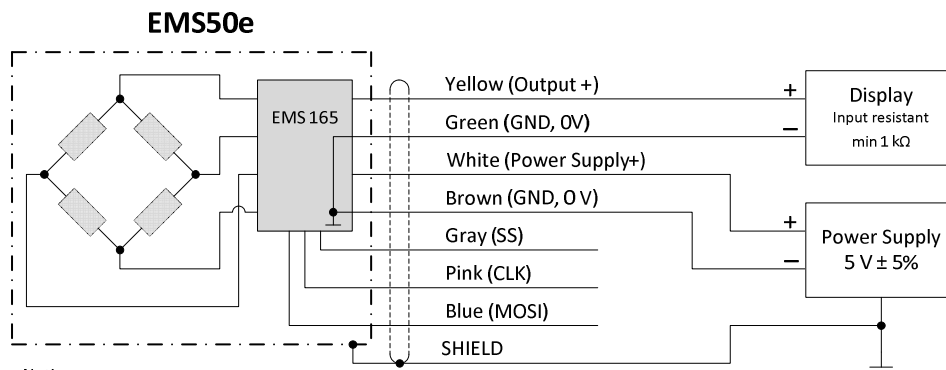 EMS50e
EMS 165
Yellow (Output +)
Green (GND, 0V)
White (Power Supply+)
Brown (GND, 0 V)
Gray (SS)
Pink (CLK)
Blue (MOSI)
SHIELD
+
Display
Input resistant
min 1 kΩ
−
+
Power Supply
5 V ± 5%
−